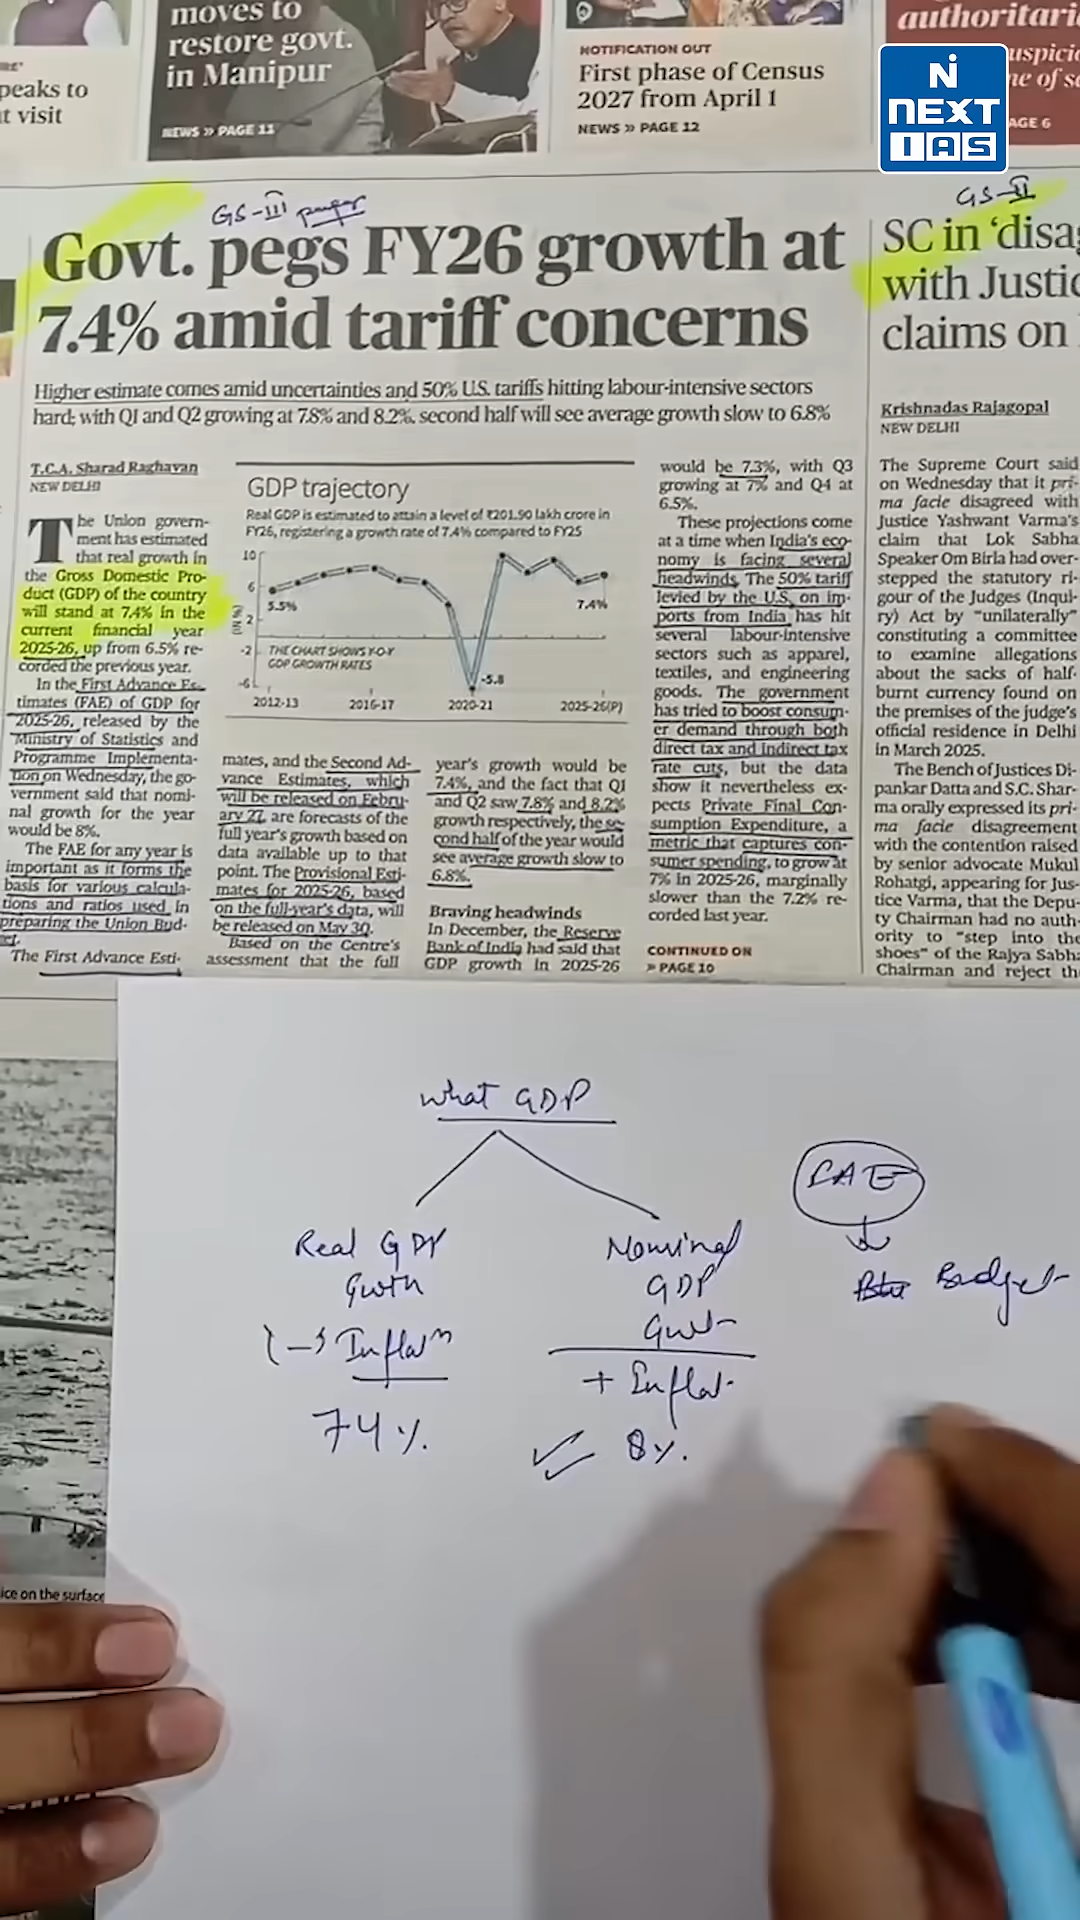 RE'
peaks to
t visit
moves to
restore govt.
in Manipur
NEWS » PAGE 11
NOTIFICATION OUT
First phase of Census
2027 from April 1
NEWS » PAGE 12
authoritari
uspicio
ne of s
AGE 6
N
NEXT
IAS
GS-III paper
Govt. pegs FY26 growth at
7.4% amid tariff concerns
Higher estimate comes amid uncertainties and 50% U.S. tariffs hitting labour-intensive sectors
hard; with Q1 and Q2 growing at 7.8% and 8.2%, second half will see average growth slow to 6.8%
T.C.A. Sharad Raghavan
NEW DELHI
The Union govern-
ment has estimated
that real growth in
the Gross Domestic Pro-
duct (GDP) of the country
will stand at 7.4% in the
current financial year
2025-26, up from 6.5% re-
corded the previous year.
In the First Advance Es-
timates (FAE) of GDP for
2025-26, released by the
Ministry of Statistics and
Programme Implementa-
tion on Wednesday, the go-
vernment said that nomi-
nal growth for the year
would be 8%.
The FAE for any year is
important as it forms the
basis for various calcula-
tions and ratios used in
preparing the Union Bud-
get.
The First Advance Esti-
GDP trajectory
Real GDP is estimated to attain a level of ₹201.90 lakh crore in
FY26, registering a growth rate of 7.4% compared to FY25
10
6
2
-2
-6
(IN %)
5.5%
7.4%
-5.8
THE CHART SHOWS Y-O-Y
GDP GROWTH RATES
2012-13 2016-17 2020-21 2025-26(P)
mates, and the Second Ad-
vance Estimates, which
will be released on Febru-
ary 27, are forecasts of the
full year's growth based on
data available up to that
point. The Provisional Esti-
mates for 2025-26, based
on the full-year's data, will
be released on May 30.
Based on the Centre's
assessment that the full
year's growth would be
7.4%, and the fact that Q1
and Q2 saw 7.8% and 8.2%
growth respectively, the se-
cond half of the year would
see average growth slow to
6.8%.
Braving headwinds
In December, the Reserve
Bank of India had said that
GDP growth in 2025-26
would be 7.3%, with Q3
growing at 7% and Q4 at
6.5%.
These projections come
at a time when India's eco-
nomy is facing several
headwinds. The 50% tariff
levied by the U.S. on im-
ports from India has hit
several labour-intensive
sectors such as apparel,
textiles, and engineering
goods. The government
has tried to boost consum-
er demand through both
direct tax and indirect tax
rate cuts, but the data
show it nevertheless ex-
pects Private Final Con-
sumption Expenditure, a
metric that captures con-
sumer spending, to grow at
7% in 2025-26, marginally
slower than the 7.2% re-
corded last year.
CONTINUED ON
» PAGE 10
GS-II
SC in ‘disa
with Justic
claims on
Krishnadas Rajagopal
NEW DELHI
The Supreme Court said
on Wednesday that it pri-
ma facie disagreed with
Justice Yashwant Varma's
claim that Lok Sabha
Speaker Om Birla had over-
stepped the statutory ri-
gour of the Judges (Inqui-
ry) Act by “unilaterally”
constituting a committee
to examine allegations
about the sacks of half-
burnt currency found on
the premises of the judge's
official residence in Delhi
in March 2025.
The Bench of Justices Di-
pankar Datta and S.C. Shar-
ma orally expressed its pri-
ma facie disagreement
with the contention raised
by senior advocate Mukul
Rohatgi, appearing for Jus-
tice Varma, that the Depu-
ty Chairman had no auth-
ority to “step into the
shoes” of the Rajya Sabha
Chairman and reject the
ice on the surface
What GDP
Real GDP
Gwth
(-) Inflatn
7.4%.
Nominal
GDP
Gwt
+ Inflat.
8%.
FAE
Budget